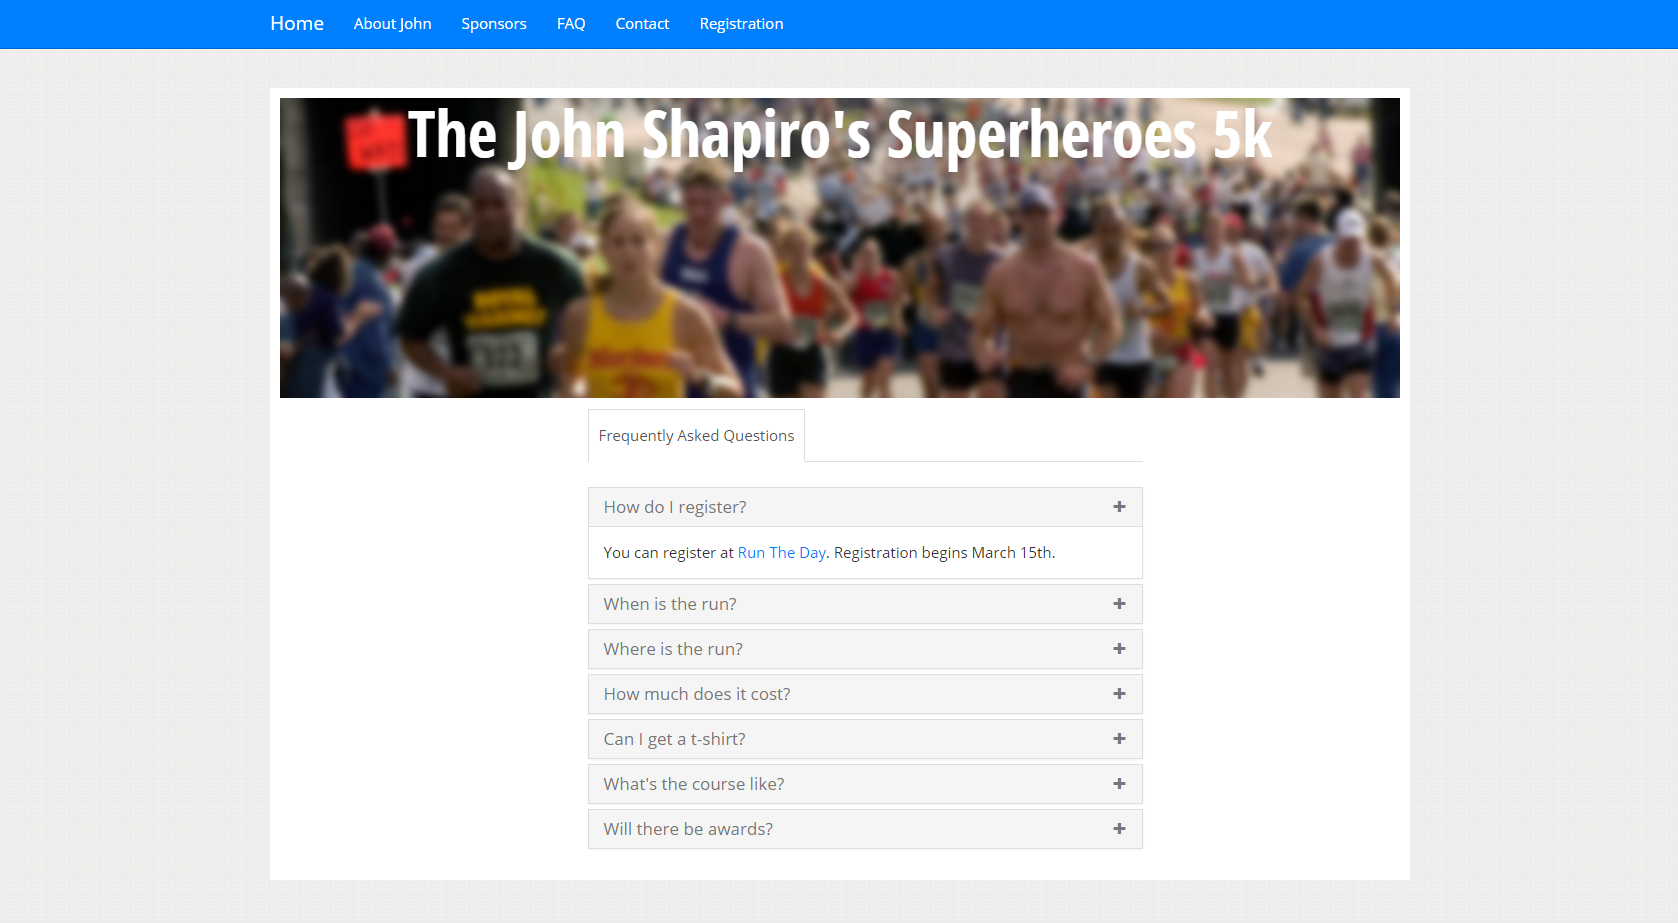 Home About John Sponsors FAQ Contact Registration
The John Shapiro's Superheroes 5k
Frequently Asked Questions
How do I register?
You can register at Run The Day. Registration begins March 15th.
When is the run?
Where is the run?
How much does it cost?
Can I get a t-shirt?
What's the course like?
Will there be awards?